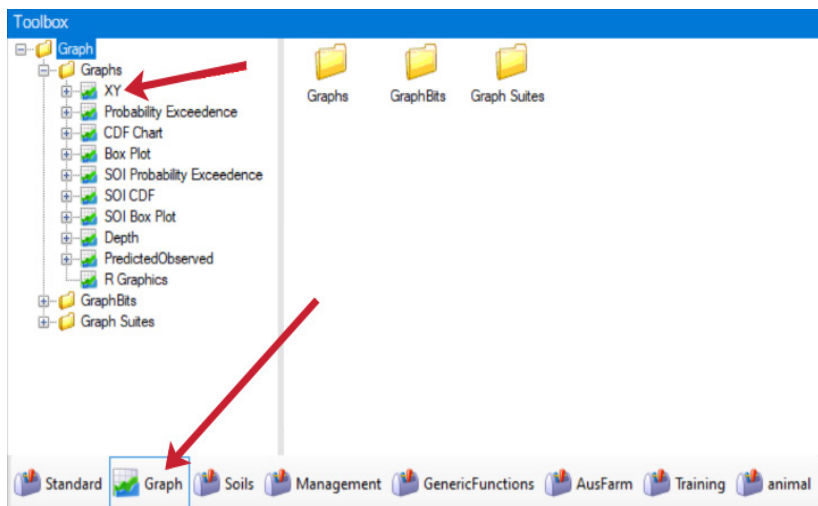 Toolbox
Graph
Graphs
XY
Probability Exceedence
CDF Chart
Box Plot
SOI Probability Exceedence
SOI CDF
SOI Box Plot
Depth
PredictedObserved
R Graphics
GraphBits
Graph Suites
Graphs GraphBits Graph Suites
Standard Graph Soils Management GenericFunctions AusFarm Training animal